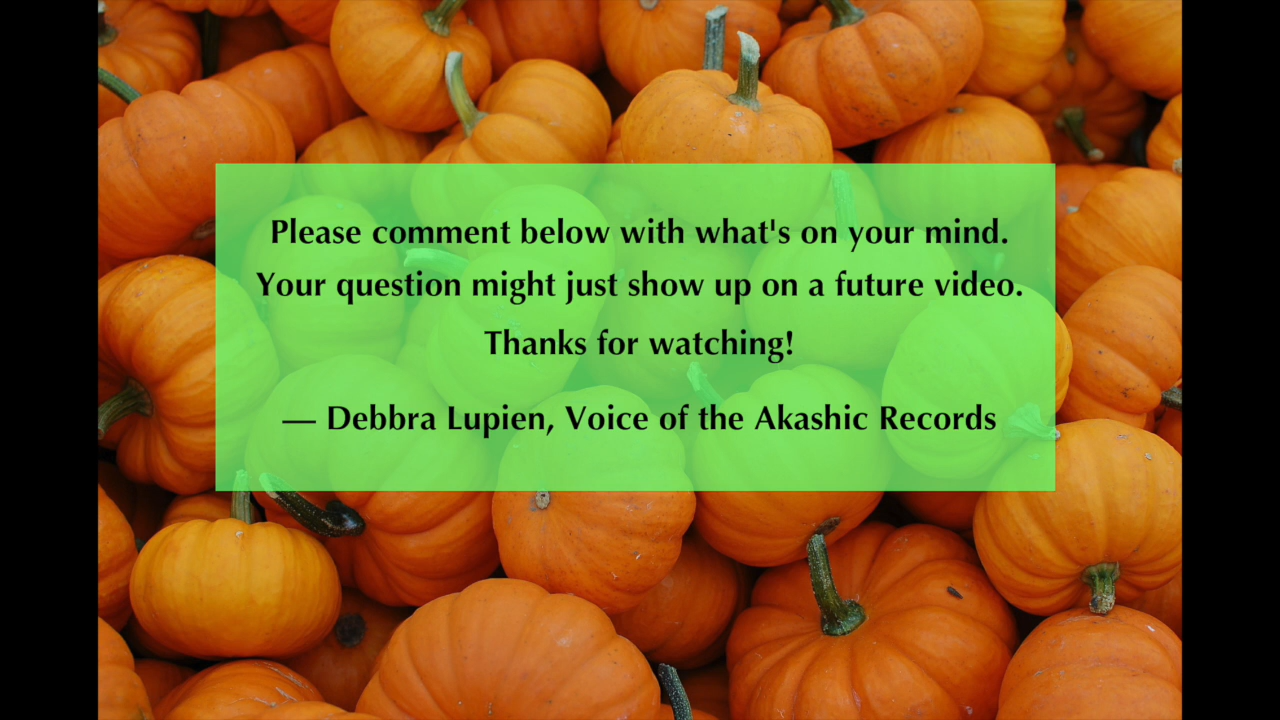 Please comment below with what's on your mind.
Your question might just show up on a future video.
Thanks for watching!
— Debbra Lupien, Voice of the Akashic Records